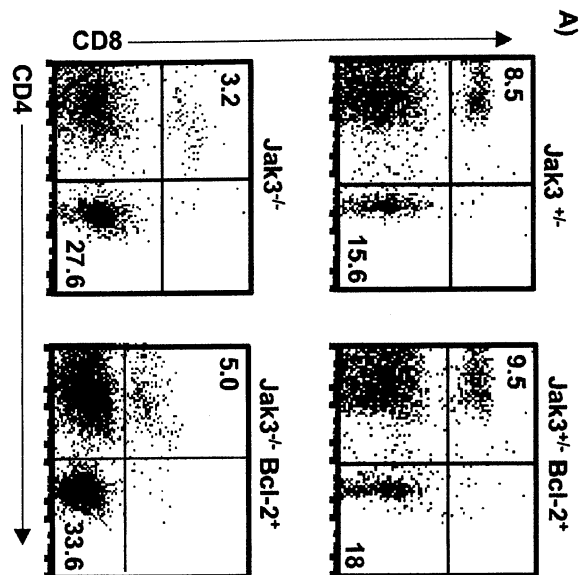 A)
Jak3 +/-
Jak3+/- Bcl-2+
8.5
9.5
15.6
18
Jak3-/-
Jak3-/- Bcl-2+
3.2
5.0
27.6
33.6
CD8
CD4